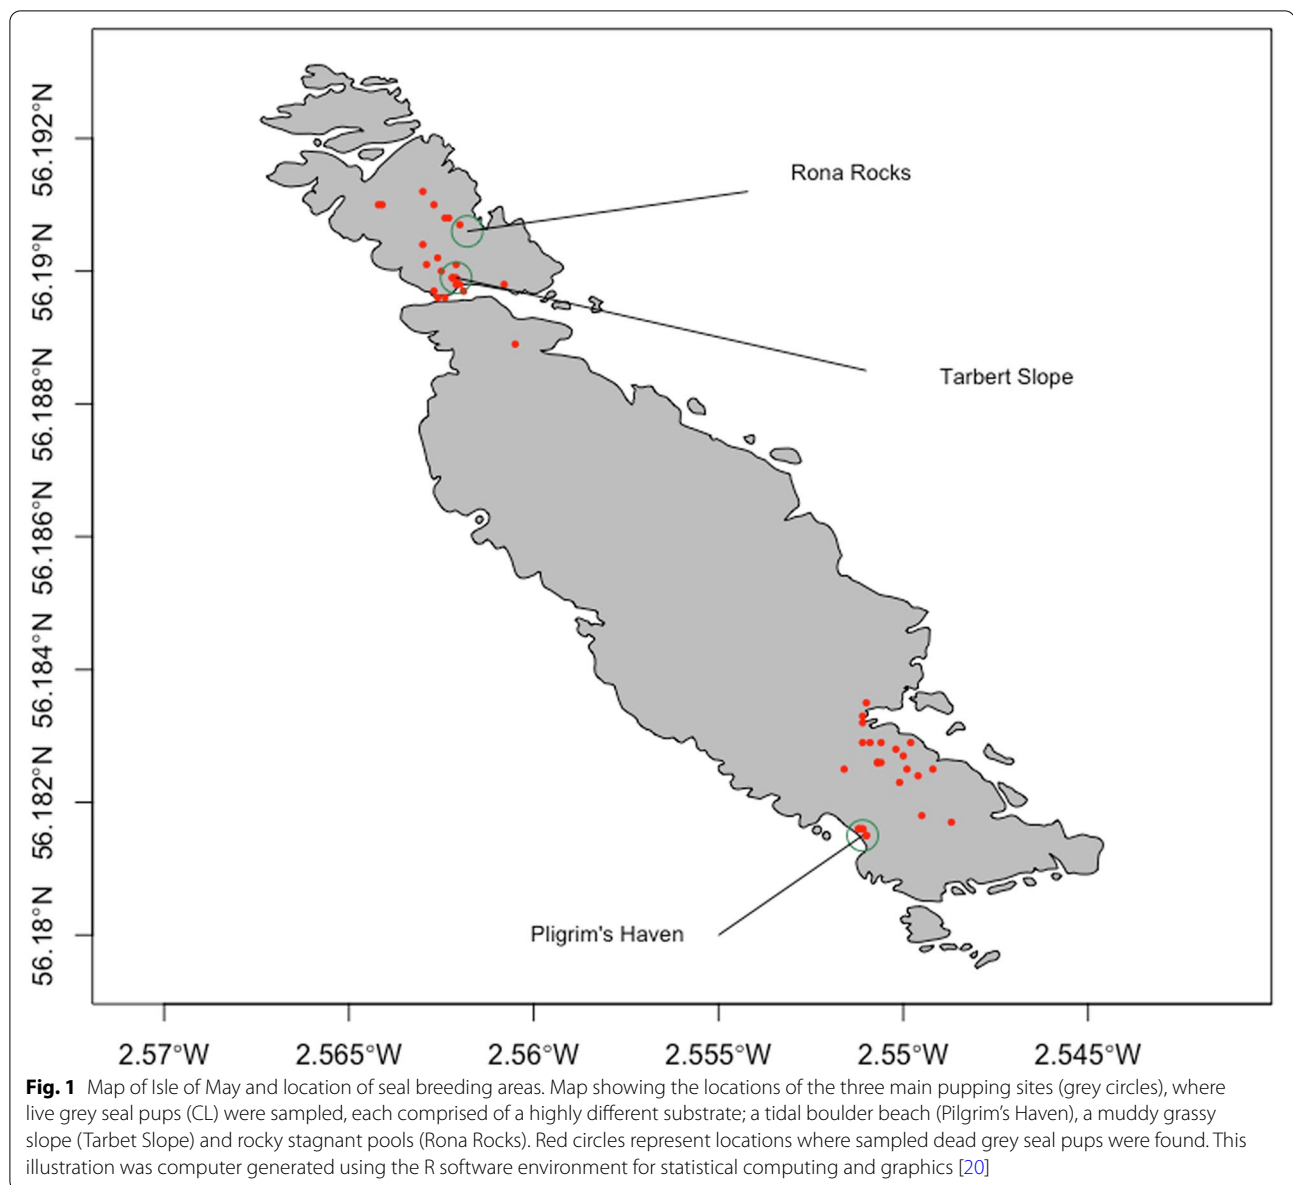 56.192°N
56.19°N
56.188°N
56.186°N
56.184°N
56.182°N
56.18°N
Rona Rocks
Tarbert Slope
Pligrim's Haven
2.57°W 2.565°W 2.56°W 2.555°W 2.55°W 2.545°W
Fig. 1 Map of Isle of May and location of seal breeding areas. Map showing the locations of the three main pupping sites (grey circles), where
live grey seal pups (CL) were sampled, each comprised of a highly different substrate; a tidal boulder beach (Pilgrim's Haven), a muddy grassy
slope (Tarbet Slope) and rocky stagnant pools (Rona Rocks). Red circles represent locations where sampled dead grey seal pups were found. This
illustration was computer generated using the R software environment for statistical computing and graphics [20]